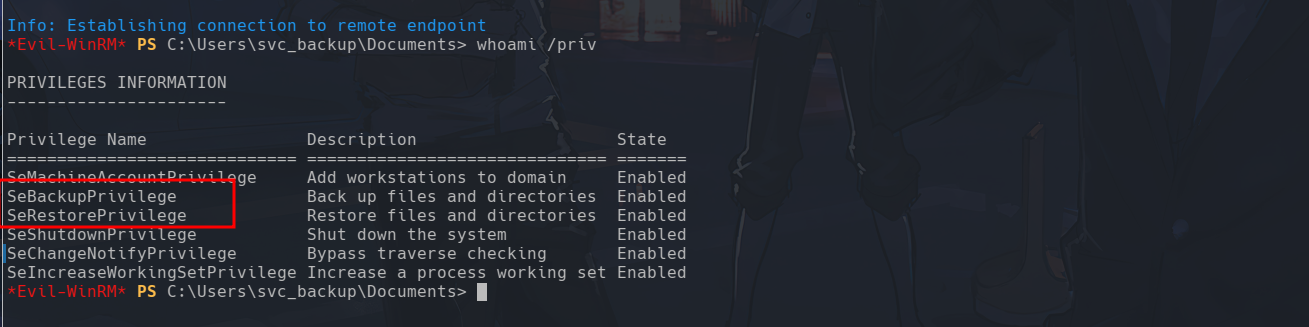 Info: Establishing connection to remote endpoint
*Evil-WinRM* PS C:\Users\svc_backup\Documents> whoami /priv
PRIVILEGES INFORMATION
----------------------
Privilege Name                Description                    State
============================= ============================== =======
SeMachineAccountPrivilege     Add workstations to domain     Enabled
SeBackupPrivilege             Back up files and directories  Enabled
SeRestorePrivilege            Restore files and directories  Enabled
SeShutdownPrivilege           Shut down the system           Enabled
SeChangeNotifyPrivilege       Bypass traverse checking       Enabled
SeIncreaseWorkingSetPrivilege Increase a process working set Enabled
*Evil-WinRM* PS C:\Users\svc_backup\Documents>